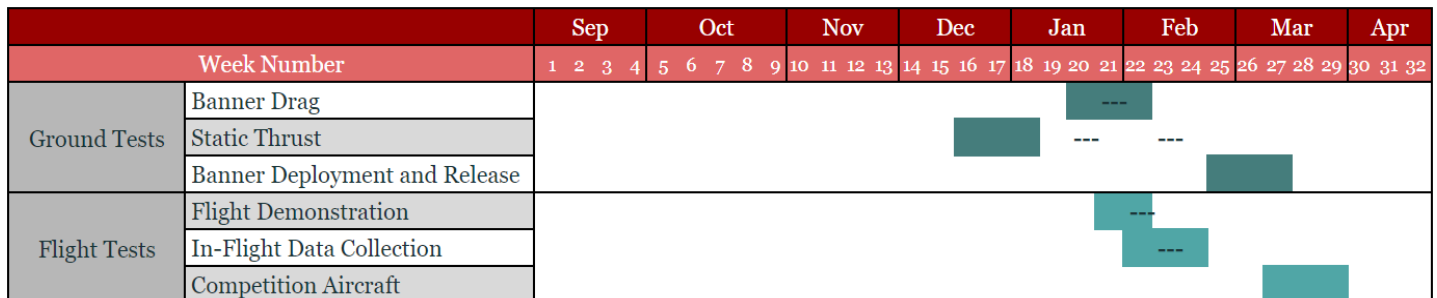 Sep Oct Nov Dec Jan Feb Mar Apr
Week Number 1 2 3 4 5 6 7 8 9 10 11 12 13 14 15 16 17 18 19 20 21 22 23 24 25 26 27 28 29 30 31 32
Ground Tests
Banner Drag ---
Static Thrust --- ---
Banner Deployment and Release
Flight Tests
Flight Demonstration ---
In-Flight Data Collection ---
Competition Aircraft